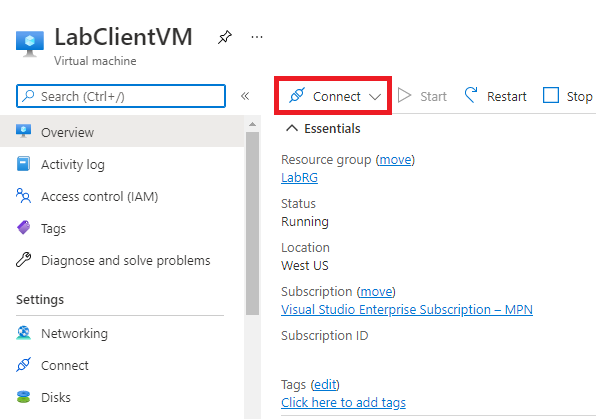 LabClientVM
Virtual machine
Search (Ctrl+/)
Overview
Activity log
Access control (IAM)
Tags
Diagnose and solve problems
Settings
Networking
Connect
Disks
Connect Start Restart Stop
Essentials
Resource group (move)
LabRG
Status
Running
Location
West US
Subscription (move)
Visual Studio Enterprise Subscription – MPN
Subscription ID
Tags (edit)
Click here to add tags